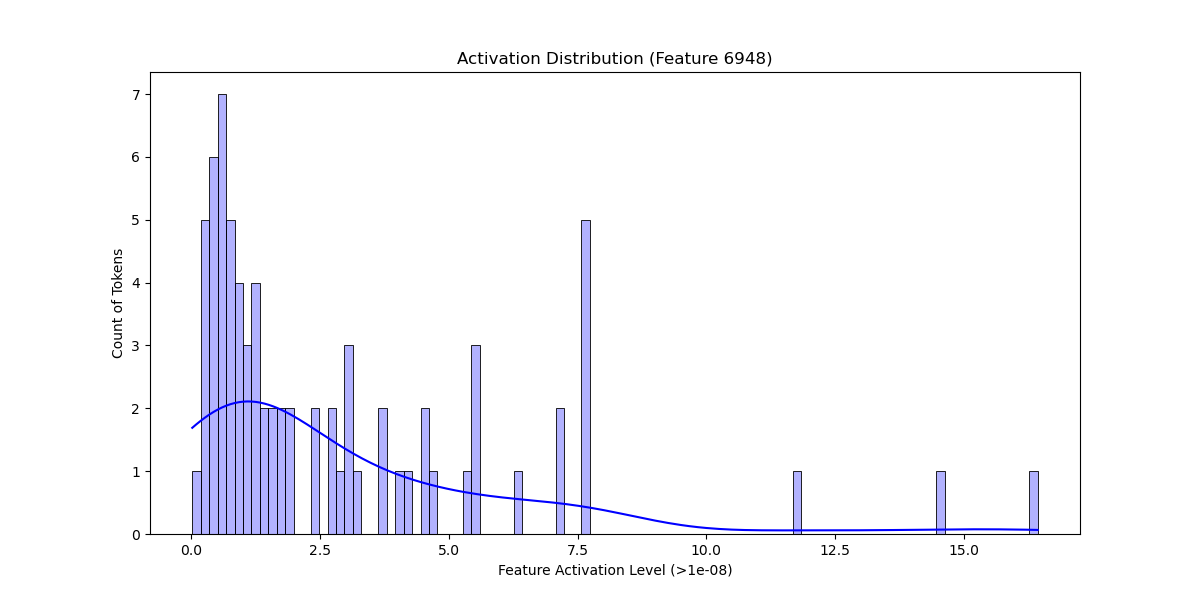 Activation Distribution (Feature 6948)
7
6
5
4
3
2
1
0
Count of Tokens
0.0 2.5 5.0 7.5 10.0 12.5 15.0
Feature Activation Level (>1e-08)